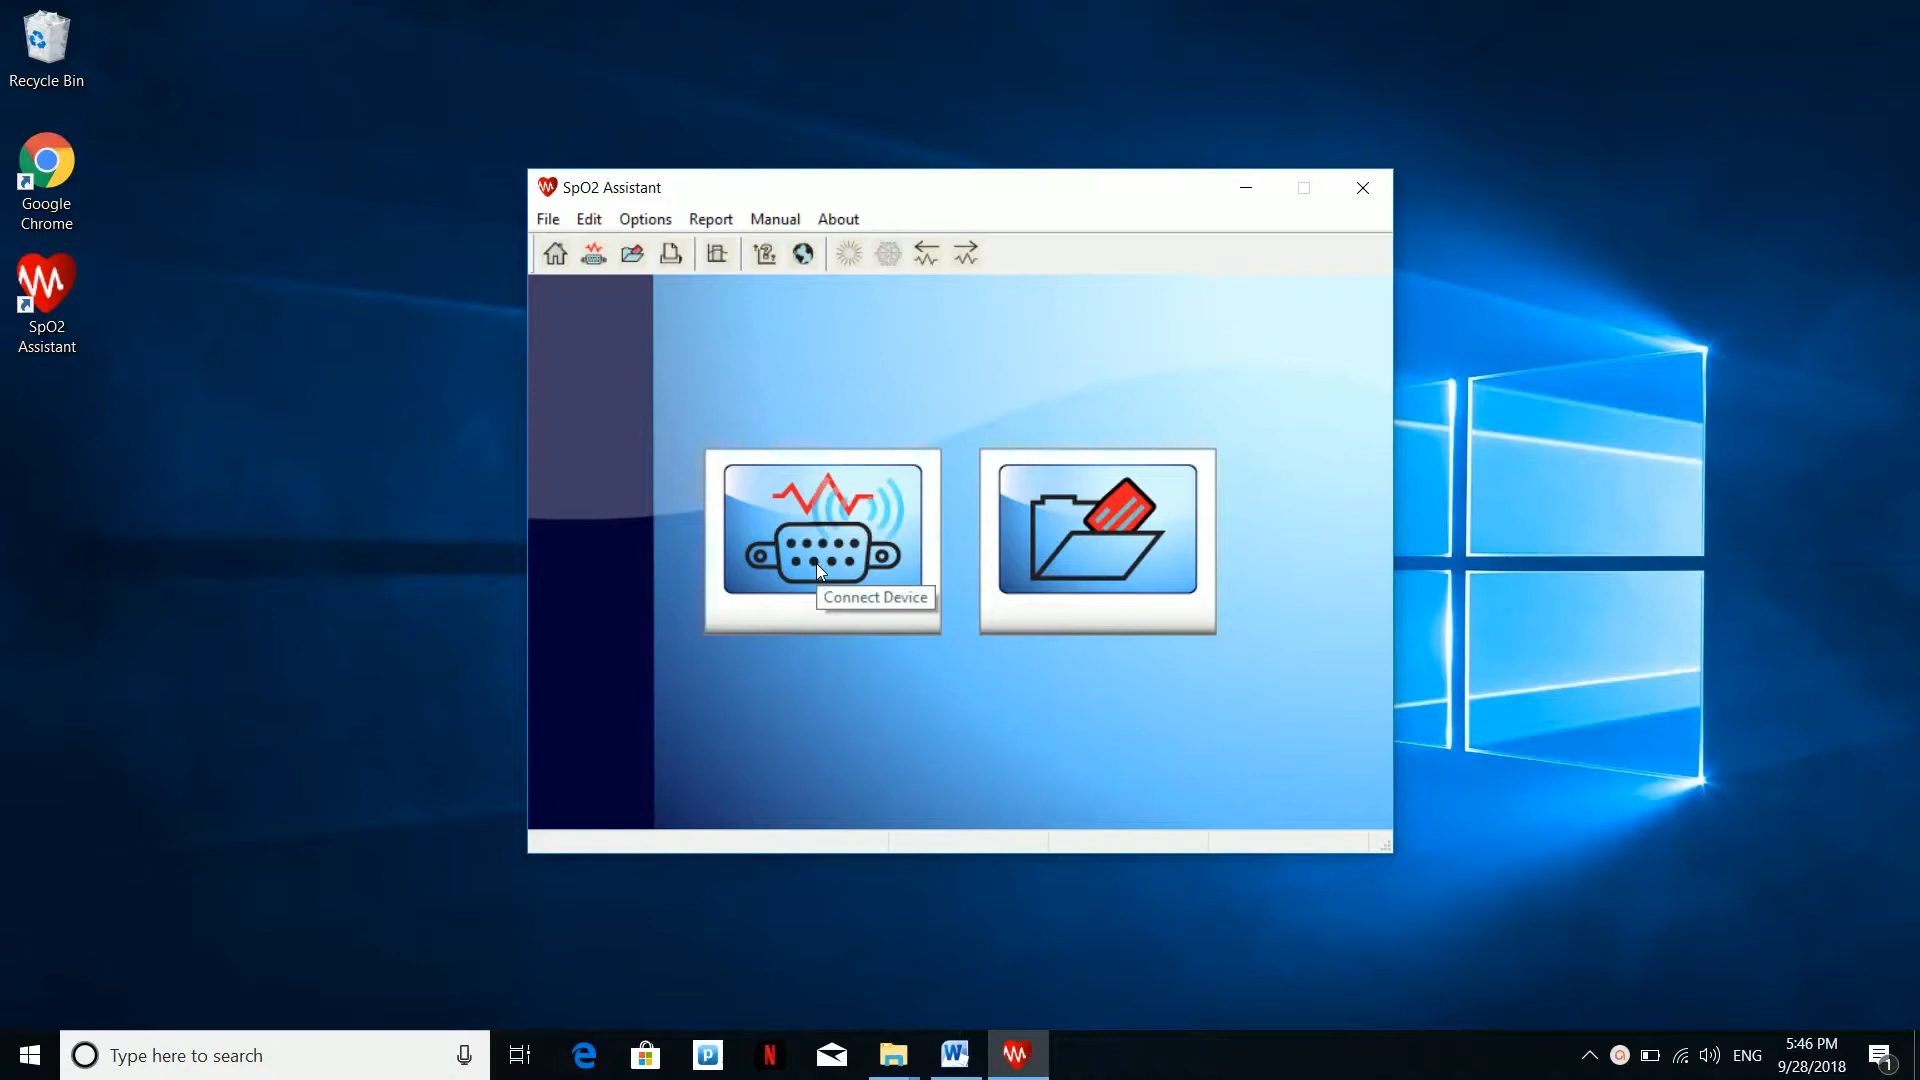 Recycle Bin
Google
Chrome
SpO2
Assistant
SpO2 Assistant
File Edit Options Report Manual About
Connect Device
Type here to search
ENG
5:46 PM
9/28/2018
1